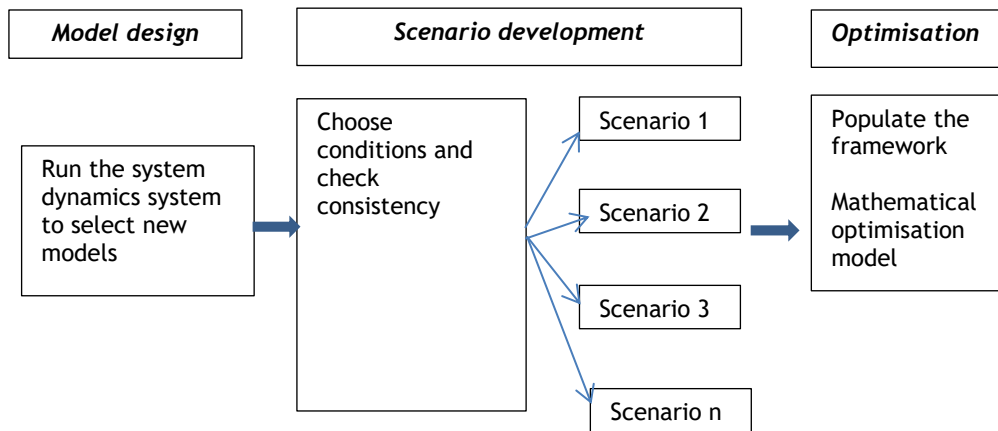 Model design
Scenario development
Optimisation
Run the system
dynamics system
to select new
models
Choose
conditions and
check
consistency
Scenario 1
Scenario 2
Scenario 3
Scenario n
Populate the
framework
Mathematical
optimisation
model